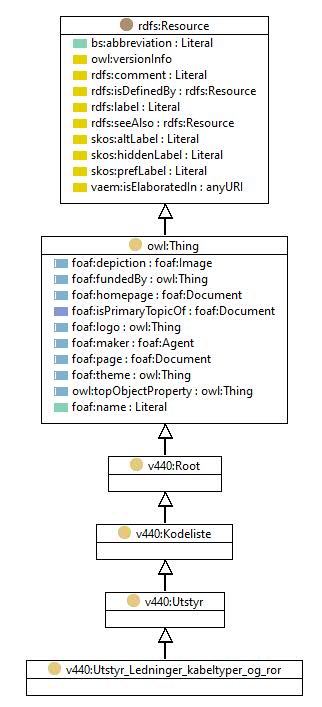 rdfs:Resource
bs:abbreviation : Literal
owl:versionInfo
rdfs:comment : Literal
rdfs:isDefinedBy : rdfs:Resource
rdfs:label : Literal
rdfs:seeAlso : rdfs:Resource
skos:altLabel : Literal
skos:hiddenLabel : Literal
skos:prefLabel : Literal
vaem:isElaboratedIn : anyURI
owl:Thing
foaf:depiction : foaf:Image
foaf:fundedBy : owl:Thing
foaf:homepage : foaf:Document
foaf:isPrimaryTopicOf : foaf:Document
foaf:logo : owl:Thing
foaf:maker : foaf:Agent
foaf:page : foaf:Document
foaf:theme : owl:Thing
owl:topObjectProperty : owl:Thing
foaf:name : Literal
v440:Root
v440:Kodeliste
v440:Utstyr
v440:Utstyr_Ledninger_kabeltyper_og_ror